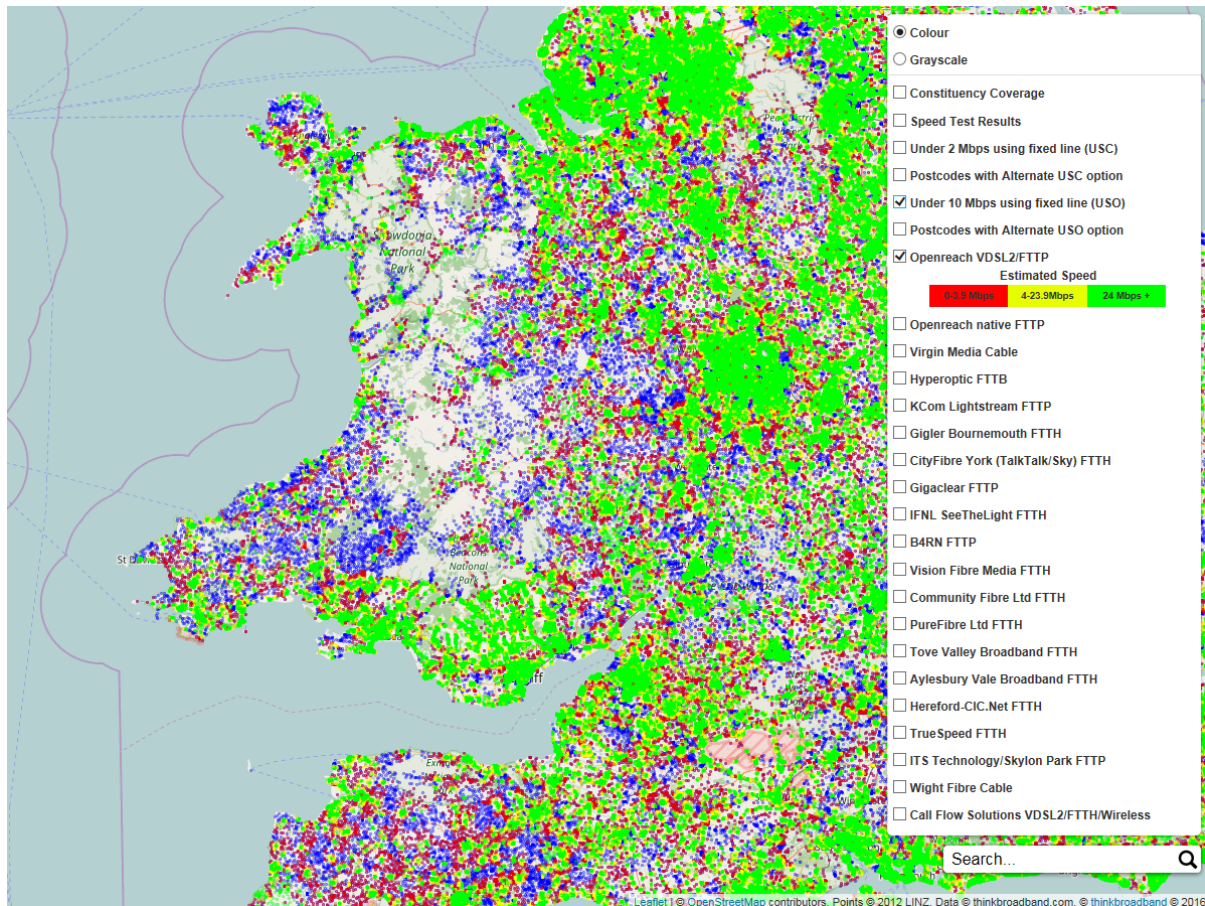 Colour
Grayscale
Constituency Coverage
Speed Test Results
Under 2 Mbps using fixed line (USC)
Postcodes with Alternate USC option
Under 10 Mbps using fixed line (USO)
Postcodes with Alternate USO option
Openreach VDSL2/FTTP
Estimated Speed
0-3.9 Mbps 4-23.9Mbps 24 Mbps +
Openreach native FTTP
Virgin Media Cable
Hyperoptic FTTB
KCom Lightstream FTTP
Gigler Bournemouth FTTH
CityFibre York (TalkTalk/Sky) FTTH
Gigaclear FTTP
IFNL SeeTheLight FTTH
B4RN FTTP
Vision Fibre Media FTTH
Community Fibre Ltd FTTH
PureFibre Ltd FTTH
Tove Valley Broadband FTTH
Aylesbury Vale Broadband FTTH
Hereford-CIC.Net FTTH
TrueSpeed FTTH
ITS Technology/Skylon Park FTTP
Wight Fibre Cable
Call Flow Solutions VDSL2/FTTH/Wireless
Search...
Snowdonia
National
Park
National
Park
Leaflet | © OpenStreetMap contributors, Points © 2012 LINZ. Data © thinkbroadband.com, © thinkbroadband © 2016